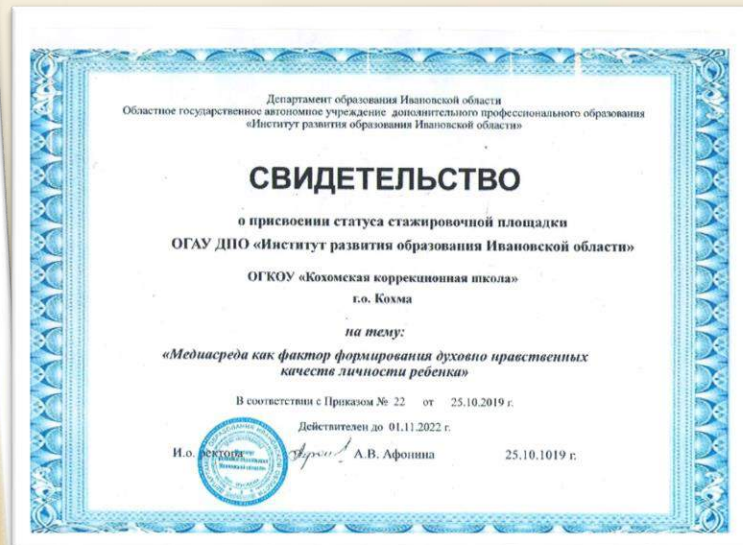 Департамент образования Ивановской области
Областное государственное автономное учреждение дополнительного профессионального образования
«Институт развития образования Ивановской области»
СВИДЕТЕЛЬСТВО
о присвоении статуса стажировочной площадки
ОГАУ ДПО «Институт развития образования Ивановской области»
ОГКОУ «Кохомская коррекционная школа»
г.о. Кохма
на тему:
«Медиасреда как фактор формирования духовно нравственных
качеств личности ребенка»
В соответствии с Приказом № 22 от 25.10.2019 г.
Действителен до 01.11.2022 г.
И.о. ректора А.В. Афонина 25.10.1019 г.